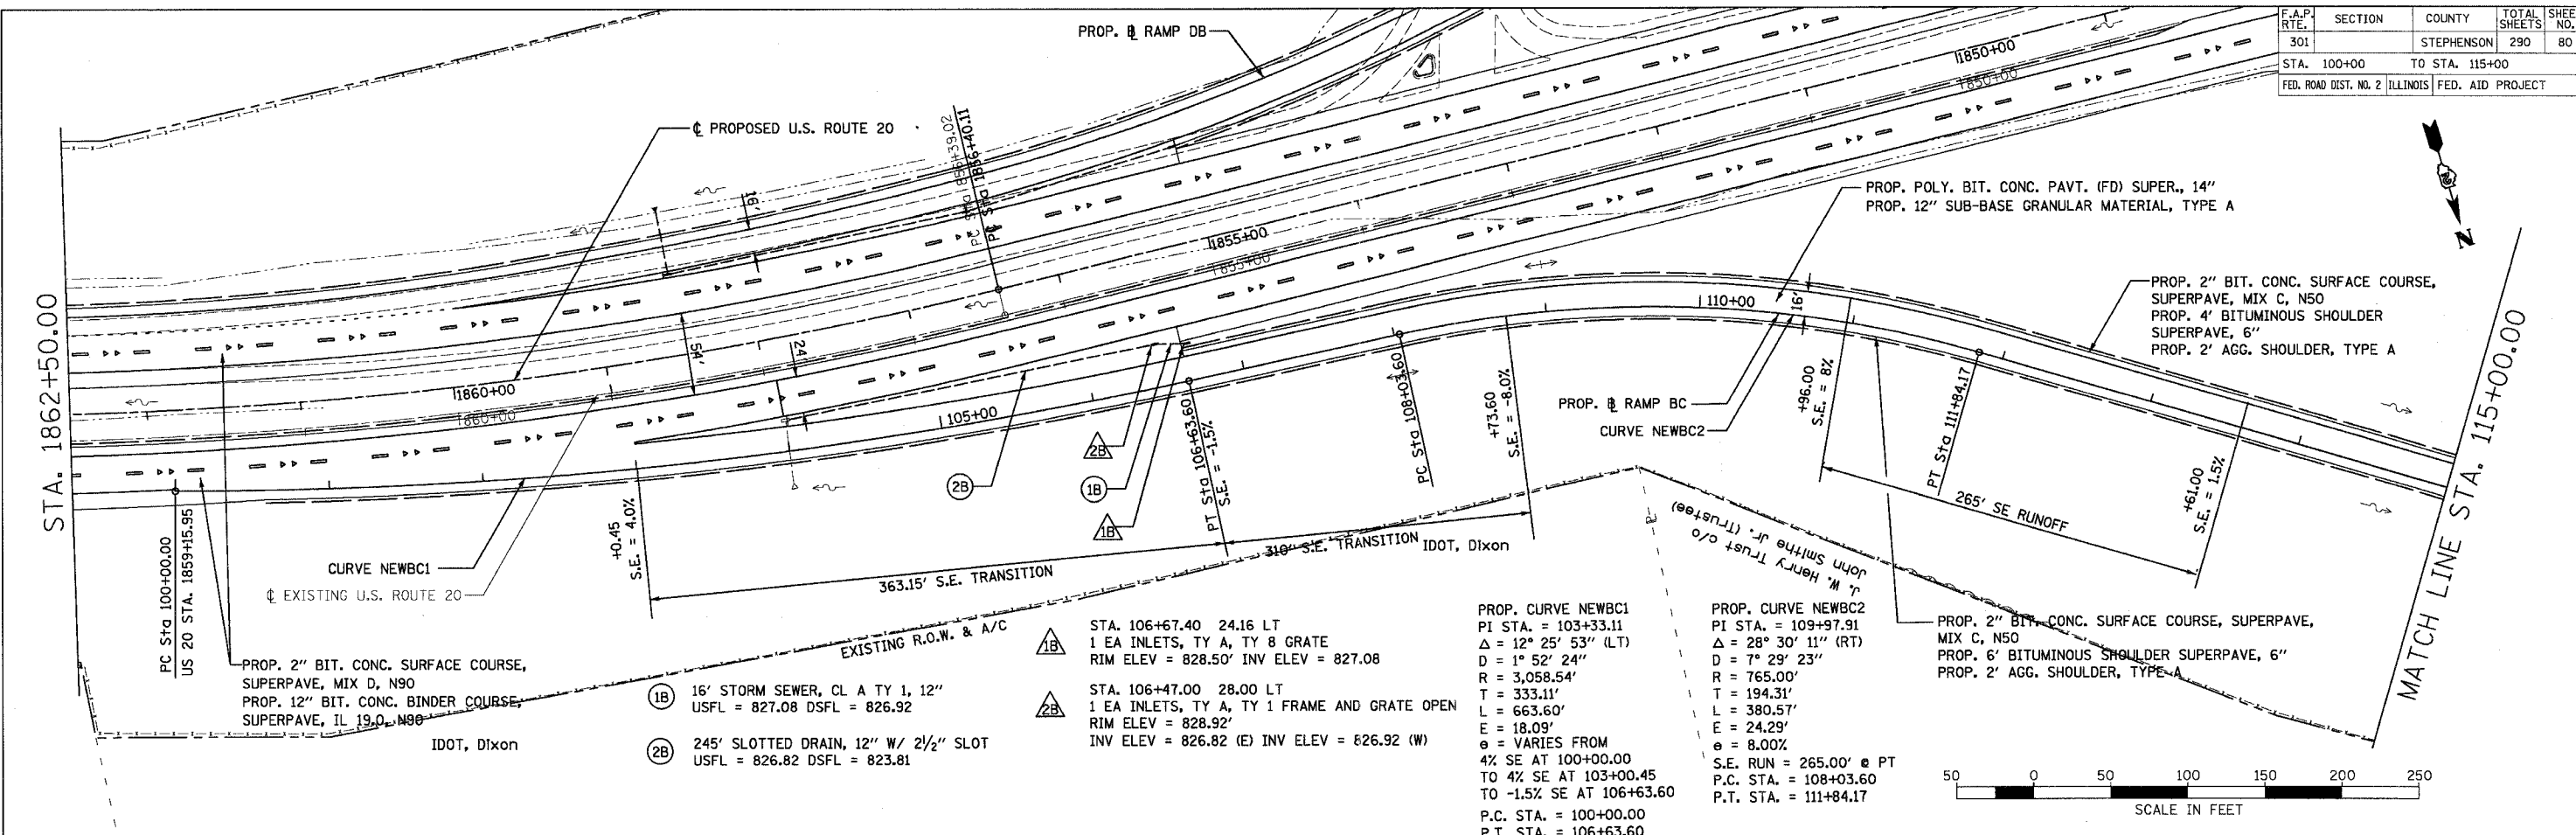 F.A.P. RTE. SECTION COUNTY TOTAL SHEETS SHEE NO.
301 STEPHENSON 290 80
STA. 100+00 TO STA. 115+00
FED. ROAD DIST. NO. 2 ILLINOIS FED. AID PROJECT
PROP. ⅊ RAMP DB
℄ PROPOSED U.S. ROUTE 20
PC Sta 1856+40.11
16'
1850+00
1850+00
1855+00
1855+00
1860+00
1860+00
54'
24'
N
STA. 1862+50.00
PROP. POLY. BIT. CONC. PAVT. (FD) SUPER., 14"
PROP. 12" SUB-BASE GRANULAR MATERIAL, TYPE A
PROP. 2" BIT. CONC. SURFACE COURSE,
SUPERPAVE, MIX C, N50
PROP. 4' BITUMINOUS SHOULDER
SUPERPAVE, 6"
PROP. 2' AGG. SHOULDER, TYPE A
105+00
110+00
16'
PC Sta 100+00.00
US 20 STA. 1859+15.95
CURVE NEWBC1
℄ EXISTING U.S. ROUTE 20
+0.45
S.E. = 4.0%
2B
1B
2B
1B
PT Sta 106+63.60
S.E. = -1.5%
PC Sta 108+03.60
+73.60
S.E. = -8.0%
PROP. ⅊ RAMP BC
CURVE NEWBC2
+96.00
S.E. = 8%
PT Sta 111+84.17
265' SE RUNOFF
+61.00
S.E. = 1.5%
MATCH LINE STA. 115+00.00
363.15' S.E. TRANSITION
310' S.E. TRANSITION
IDOT, Dixon
J. W. Henry Trust c/o
John Smithe Jr. (Trustee)
EXISTING R.O.W. & A/C
PROP. 2" BIT. CONC. SURFACE COURSE,
SUPERPAVE, MIX D, N90
PROP. 12" BIT. CONC. BINDER COURSE,
SUPERPAVE, IL 19.0, N90
IDOT, Dixon
1B
16' STORM SEWER, CL A TY 1, 12"
USFL = 827.08 DSFL = 826.92
2B
245' SLOTTED DRAIN, 12" W/ 2½" SLOT
USFL = 826.82 DSFL = 823.81
1B
STA. 106+67.40 24.16 LT
1 EA INLETS, TY A, TY 8 GRATE
RIM ELEV = 828.50' INV ELEV = 827.08
2B
STA. 106+47.00 28.00 LT
1 EA INLETS, TY A, TY 1 FRAME AND GRATE OPEN
RIM ELEV = 828.92'
INV ELEV = 826.82 (E) INV ELEV = 826.92 (W)
PROP. CURVE NEWBC1
PI STA. = 103+33.11
Δ = 12° 25' 53" (LT)
D = 1° 52' 24"
R = 3,058.54'
T = 333.11'
L = 663.60'
E = 18.09'
e = VARIES FROM
4% SE AT 100+00.00
TO 4% SE AT 103+00.45
TO -1.5% SE AT 106+63.60
P.C. STA. = 100+00.00
P.T. STA. = 106+63.60
PROP. CURVE NEWBC2
PI STA. = 109+97.91
Δ = 28° 30' 11" (RT)
D = 7° 29' 23"
R = 765.00'
T = 194.31'
L = 380.57'
E = 24.29'
e = 8.00%
S.E. RUN = 265.00' @ PT
P.C. STA. = 108+03.60
P.T. STA. = 111+84.17
PROP. 2" BIT. CONC. SURFACE COURSE, SUPERPAVE,
MIX C, N50
PROP. 6' BITUMINOUS SHOULDER SUPERPAVE, 6"
PROP. 2' AGG. SHOULDER, TYPE A
50 0 50 100 150 200 250
SCALE IN FEET